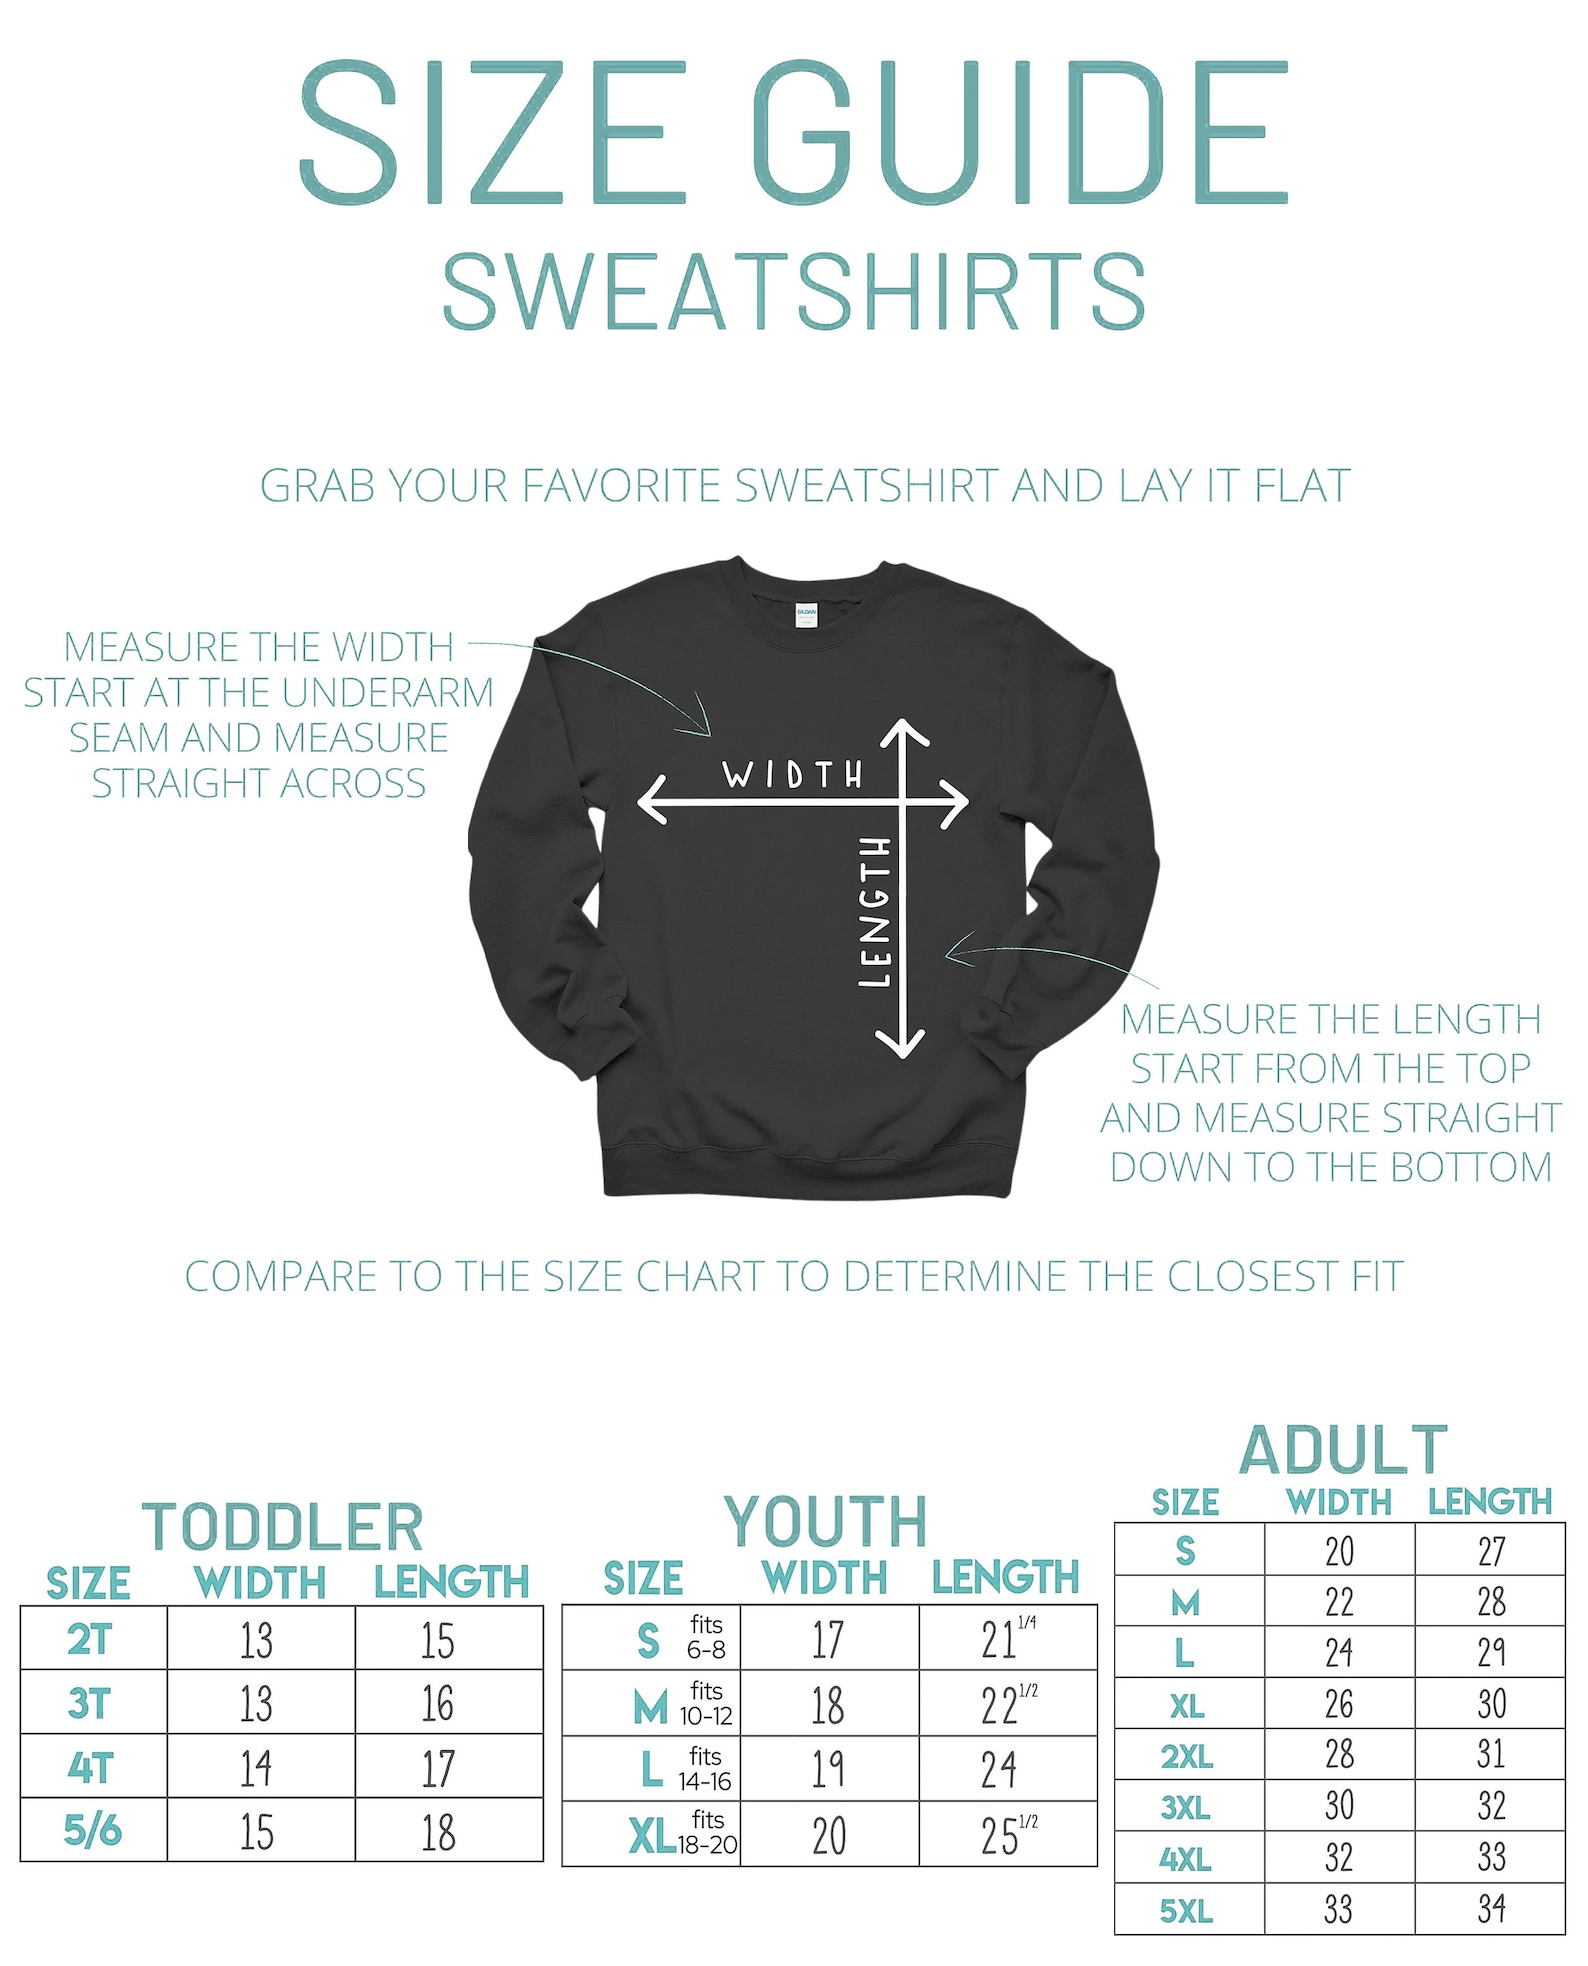 SIZE GUIDE
SWEATSHIRTS
GRAB YOUR FAVORITE SWEATSHIRT AND LAY IT FLAT
MEASURE THE WIDTH
START AT THE UNDERARM
SEAM AND MEASURE
STRAIGHT ACROSS
GILDAN
WIDTH
LENGTH
MEASURE THE LENGTH
START FROM THE TOP
AND MEASURE STRAIGHT
DOWN TO THE BOTTOM
COMPARE TO THE SIZE CHART TO DETERMINE THE CLOSEST FIT
TODDLER
SIZE WIDTH LENGTH
2T 13 15
3T 13 16
4T 14 17
5/6 15 18
YOUTH
SIZE WIDTH LENGTH
S fits 6-8 17 21 1/4
M fits 10-12 18 22 1/2
L fits 14-16 19 24
XL fits 18-20 20 25 1/2
ADULT
SIZE WIDTH LENGTH
S 20 27
M 22 28
L 24 29
XL 26 30
2XL 28 31
3XL 30 32
4XL 32 33
5XL 33 34